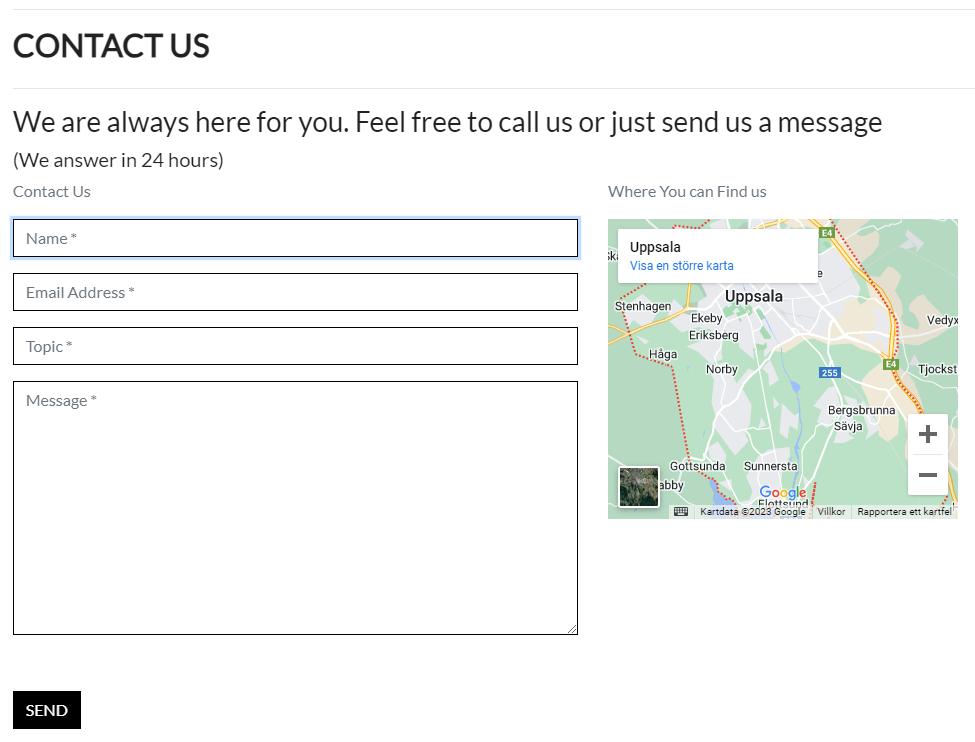 CONTACT US
We are always here for you. Feel free to call us or just send us a message
(We answer in 24 hours)
Contact Us
Name *
Email Address *
Topic *
Message *
SEND
Where You can Find us
Uppsala
Visa en större karta
E4
Uppsala
Stenhagen
Ekeby
Eriksberg
Håga
Norby
255
E4
Tjockst
Vedyx
Bergsbrunna
Sävja
Gottsunda
Sunnersta
abby
Google
Flottsund
Kartdata ©2023 Google
Villkor
Rapportera ett kartfel